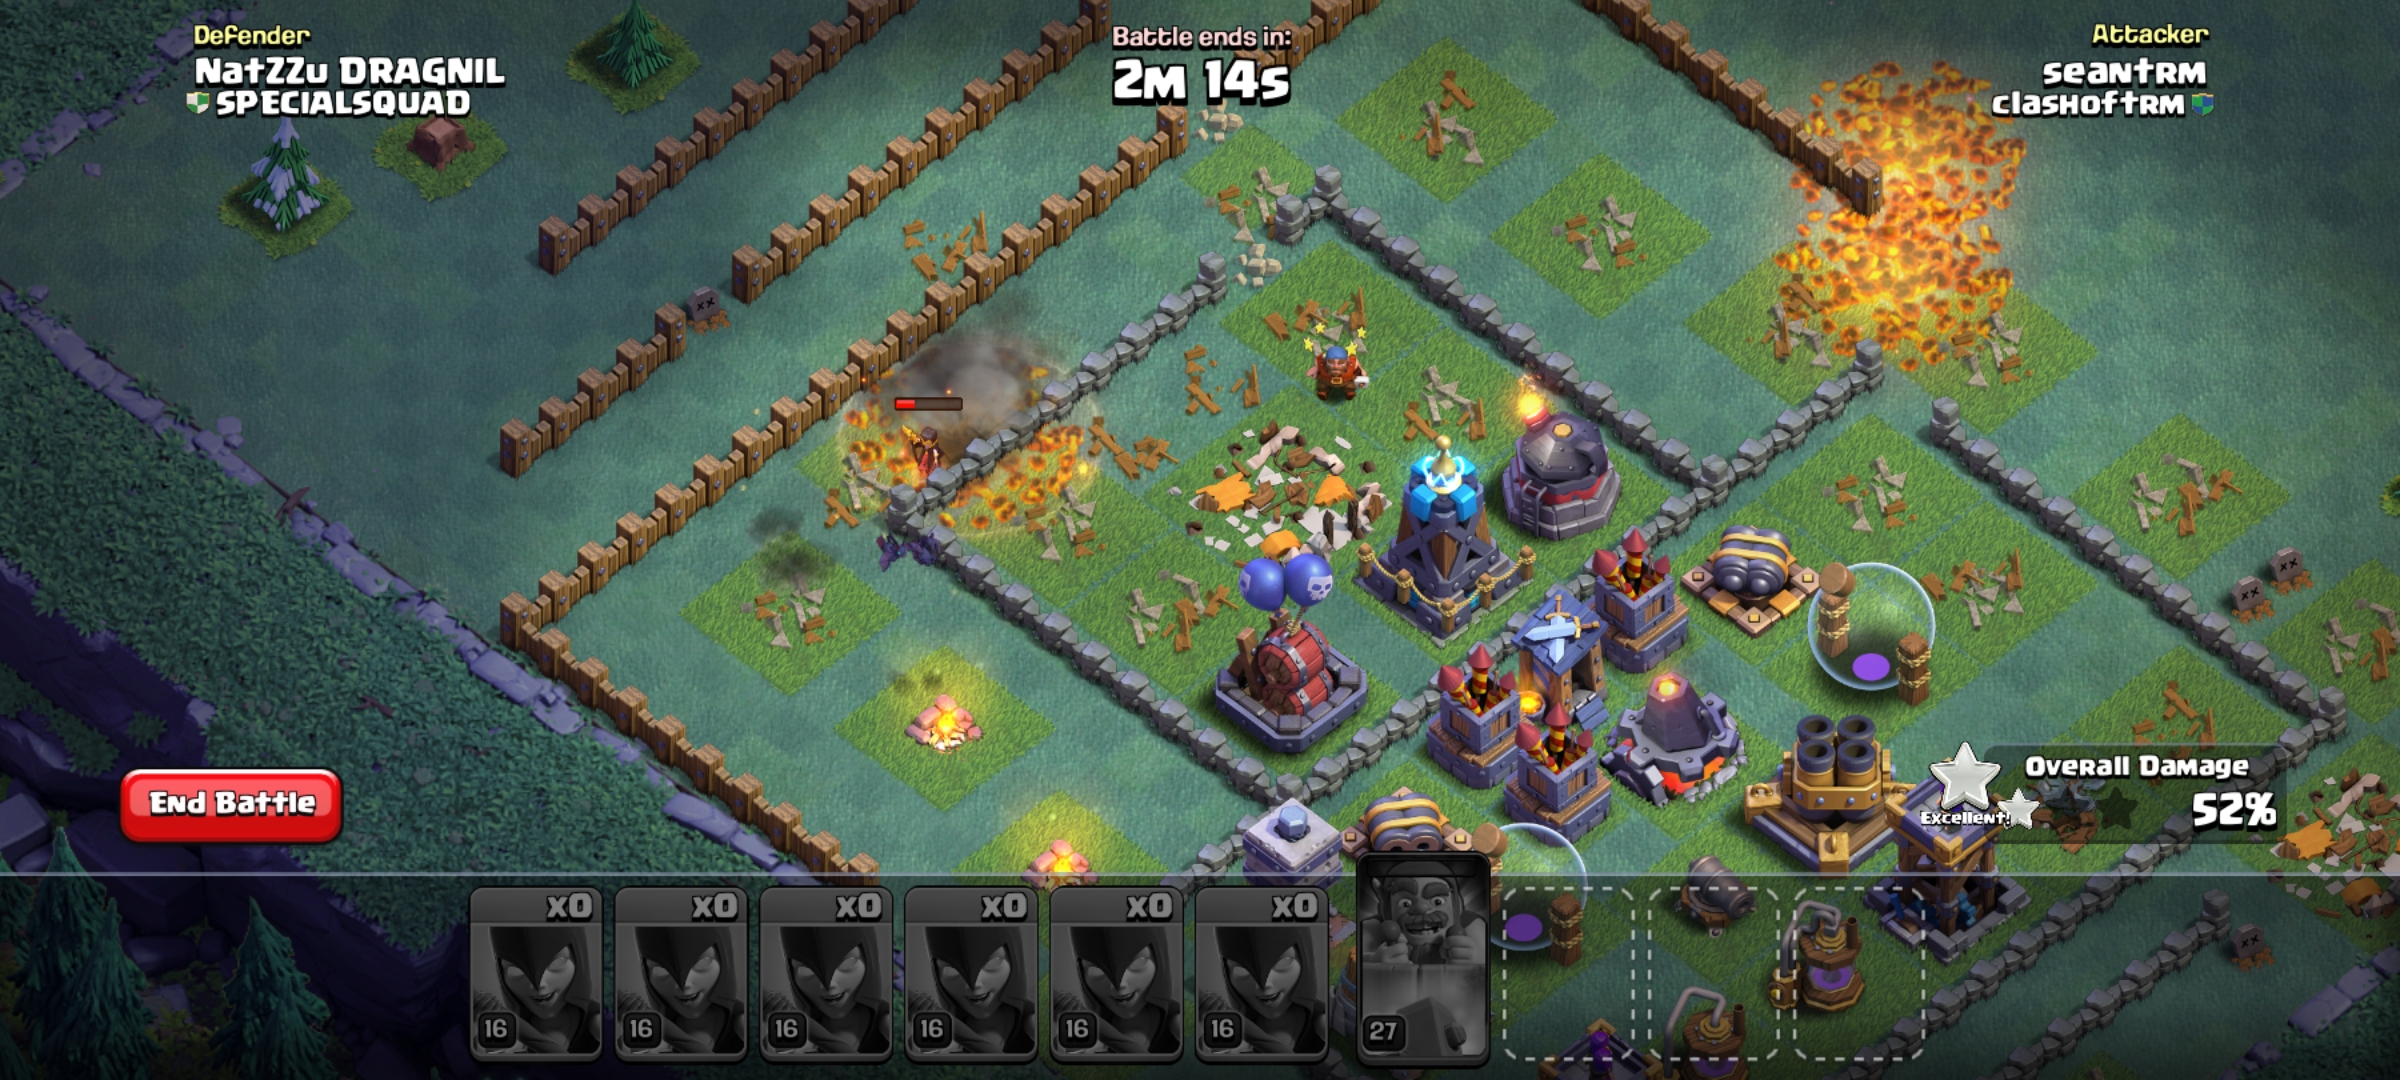 Defender
NatZZu DRAGNIL
SPECIALSQUAD
Battle ends in:
2M 14S
Attacker
seantRM
clashoftRM
End Battle
Excellent!
Overall Damage
52%
x0
x0
x0
x0
x0
x0
16
16
16
16
16
16
27